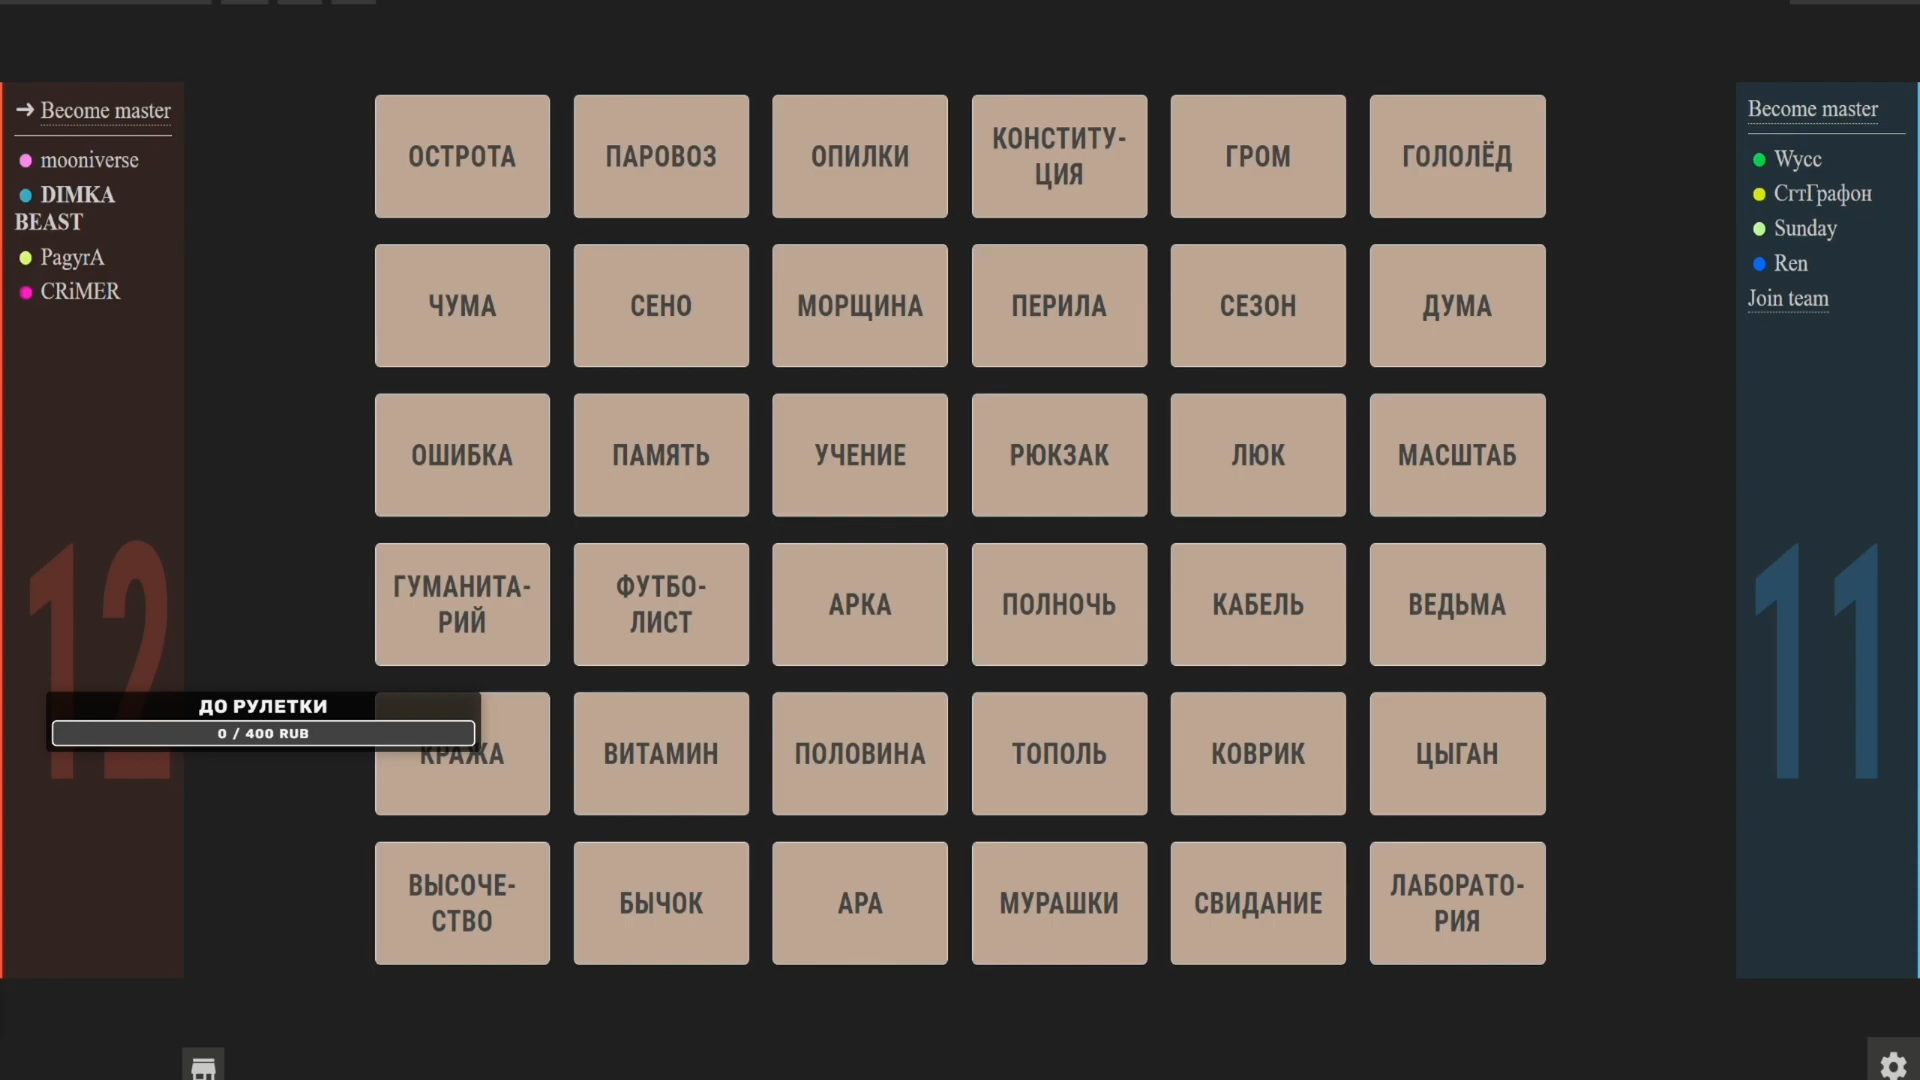 ➔ Become master
mooniverse
DIMKA
BEAST
PagyrA
CRiMER
12
ОСТРОТА
ПАРОВОЗ
ОПИЛКИ
КОНСТИТУ-
ЦИЯ
ГРОМ
ГОЛОЛЁД
ЧУМА
СЕНО
МОРЩИНА
ПЕРИЛА
СЕЗОН
ДУМА
ОШИБКА
ПАМЯТЬ
УЧЕНИЕ
РЮКЗАК
ЛЮК
МАСШТАБ
ГУМАНИТА-
РИЙ
ФУТБО-
ЛИСТ
АРКА
ПОЛНОЧЬ
КАБЕЛЬ
ВЕДЬМА
ДО РУЛЕТКИ
0 / 400 RUB
КРАЖА
ВИТАМИН
ПОЛОВИНА
ТОПОЛЬ
КОВРИК
ЦЫГАН
ВЫСОЧЕ-
СТВО
БЫЧОК
АРА
МУРАШКИ
СВИДАНИЕ
ЛАБОРАТО-
РИЯ
Become master
Wycc
СгтГрафон
Sunday
Ren
Join team
11